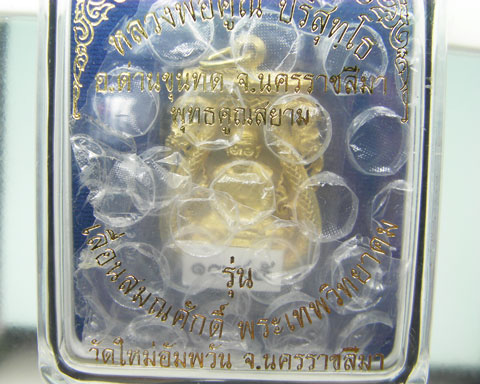 หลวงพ่อคูณ ปริสุทฺโธ
อ.ด่านขุนทด จ.นครราชสีมา
พุทธคูณสยาม
รุ่น
เลื่อนสมณศักดิ์ พระเทพวิทยาคม
วัดใหม่อัมพวัน จ.นครราชสีมา